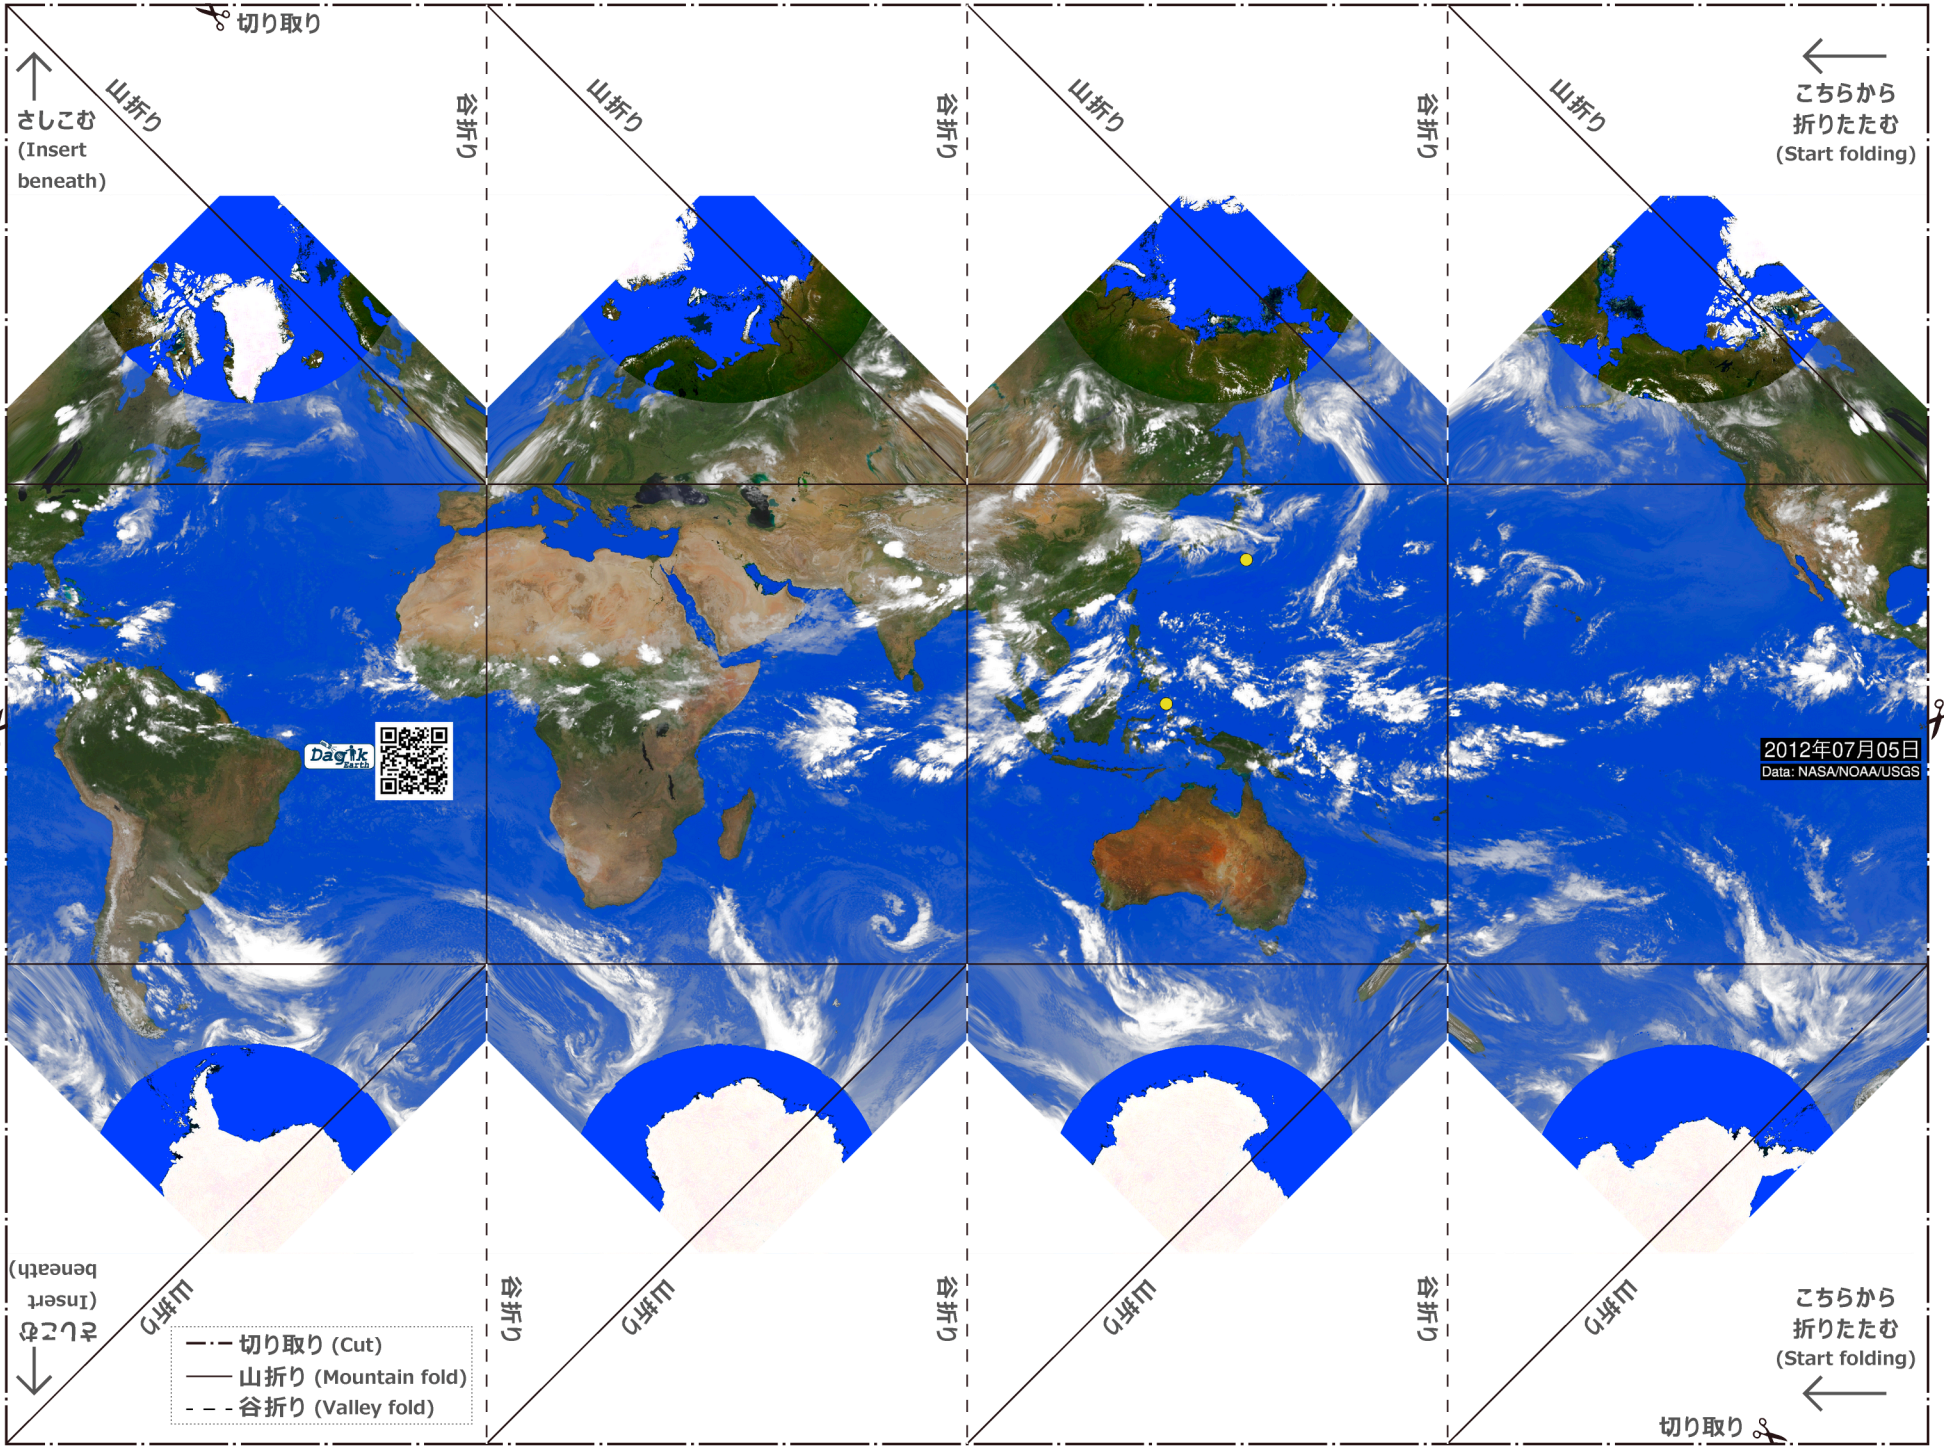 切り取り
山折り
谷折り
山折り
谷折り
山折り
谷折り
山折り
さしこむ
(Insert
beneath)
こちらから
折りたたむ
(Start folding)
Dagik
Earth
2012年07月05日
Data: NASA/NOAA/USGS
さしこむ
(Insert
beneath)
山折り
谷折り
山折り
谷折り
山折り
谷折り
山折り
切り取り (Cut)
山折り (Mountain fold)
谷折り (Valley fold)
こちらから
折りたたむ
(Start folding)
切り取り